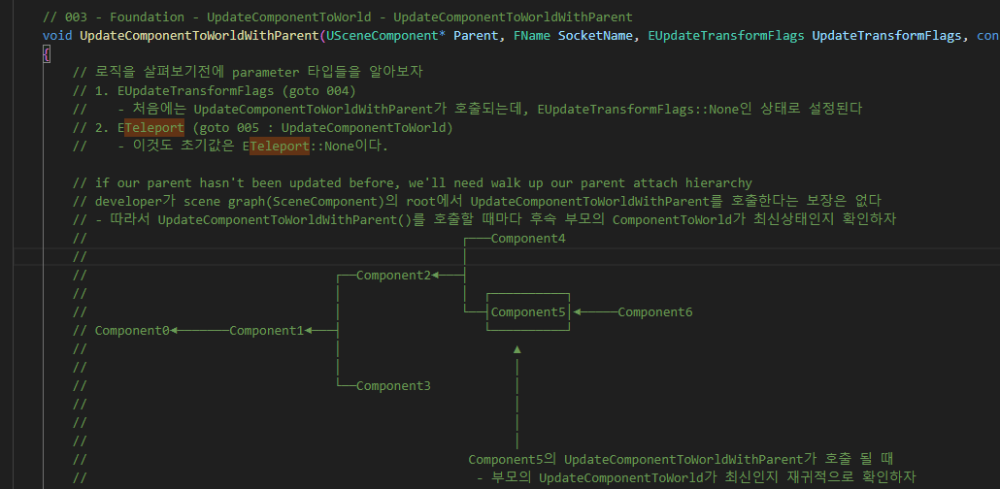 // 003 - Foundation - UpdateComponentToWorld - UpdateComponentToWorldWithParent
void UpdateComponentToWorldWithParent(USceneComponent* Parent, FName SocketName, EUpdateTransformFlags UpdateTransformFlags, con
{
// 로직을 살펴보기전에 parameter 타입들을 알아보자
// 1. EUpdateTransformFlags (goto 004)
//    - 처음에는 UpdateComponentToWorldWithParent가 호출되는데, EUpdateTransformFlags::None인 상태로 설정된다
// 2. ETeleport (goto 005 : UpdateComponentToWorld)
//    - 이것도 초기값은 ETeleport::None이다.
// if our parent hasn't been updated before, we'll need walk up our parent attach hierarchy
// developer가 scene graph(SceneComponent)의 root에서 UpdateComponentToWorldWithParent를 호출한다는 보장은 없다
// - 따라서 UpdateComponentToWorldWithParent()를 호출할 때마다 후속 부모의 ComponentToWorld가 최신상태인지 확인하자
// Component4
//
// Component2
//
// Component5 Component6
// Component0 Component1
//
//
// Component3
//
//
//
// Component5의 UpdateComponentToWorldWithParent가 호출 될 때
// - 부모의 UpdateComponentToWorld가 최신인지 재귀적으로 확인하자